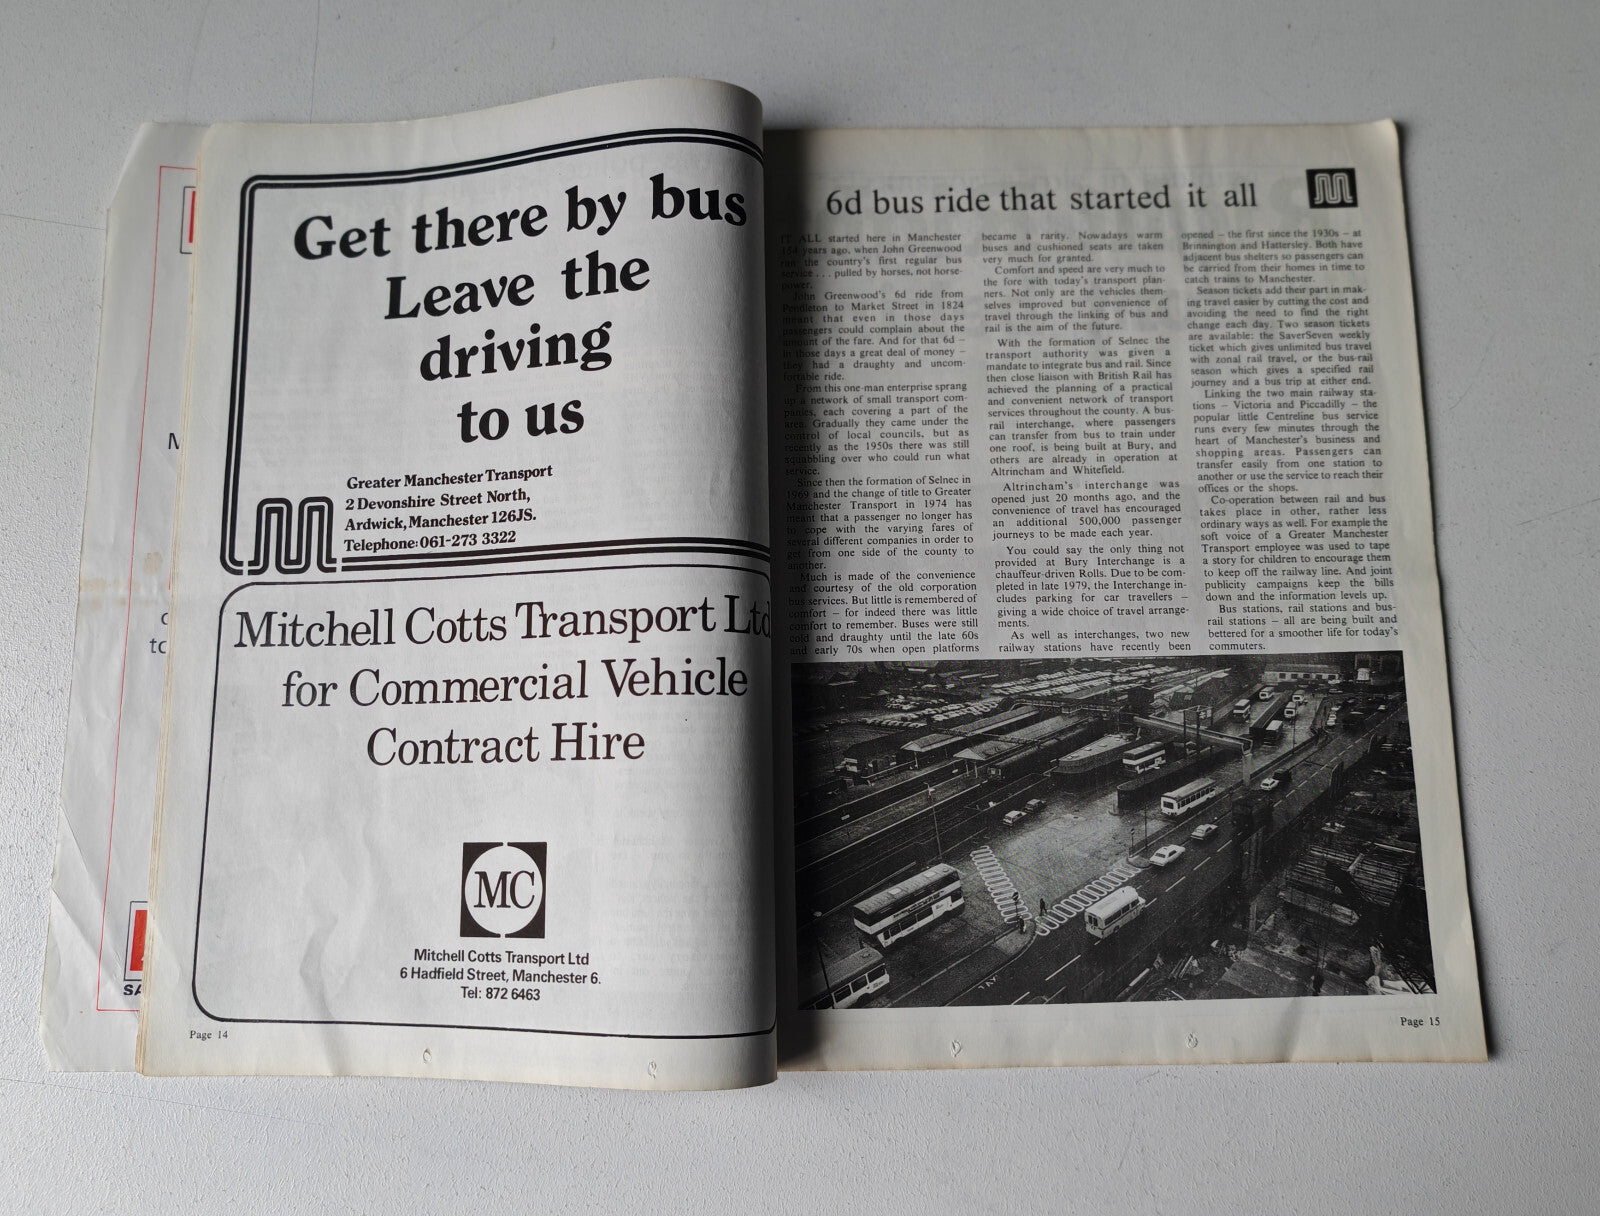 Get there by bus
Leave the
driving
to us
Greater Manchester Transport
2 Devonshire Street North,
Ardwick, Manchester 126JS.
Telephone: 061-273 3322
Mitchell Cotts Transport Ltd
for Commercial Vehicle
Contract Hire
MC
Mitchell Cotts Transport Ltd
6 Hadfield Street, Manchester 6.
Tel: 872 6463
Page 14
6d bus ride that started it all
IT ALL started here in Manchester
154 years ago, when John Greenwood
ran the country's first regular bus
service . . . pulled by horses, not horse-
power.
John Greenwood's 6d ride from
Pendleton to Market Street in 1824
meant that even in those days
passengers could complain about the
amount of the fare. And for that 6d –
in those days a great deal of money –
they had a draughty and uncom-
fortable ride.
From this one-man enterprise sprang
up a network of small transport com-
panies, each covering a part of the
area. Gradually they came under the
control of local councils, but as
recently as the 1950s there was still
squabbling over who could run what
service.
Since then the formation of Selnec in
1969 and the change of title to Greater
Manchester Transport in 1974 has
meant that a passenger no longer has
to cope with the varying fares of
several different companies in order to
get from one side of the county to
another.
Much is made of the convenience
and courtesy of the old corporation
bus services. But little is remembered of
comfort – for indeed there was little
comfort to remember. Buses were still
cold and draughty until the late 60s
and early 70s when open platforms
became a rarity. Nowadays warm
buses and cushioned seats are taken
very much for granted.
Comfort and speed are very much to
the fore with today's transport plan-
ners. Not only are the vehicles them-
selves improved but convenience of
travel through the linking of bus and
rail is the aim of the future.
With the formation of Selnec the
transport authority was given a
mandate to integrate bus and rail. Since
then close liaison with British Rail has
achieved the planning of a practical
and convenient network of transport
services throughout the county. A bus-
rail interchange, where passengers
can transfer from bus to train under
one roof, is being built at Bury, and
others are already in operation at
Altrincham and Whitefield.
Altrincham's interchange was
opened just 20 months ago, and the
convenience of travel has encouraged
an additional 500,000 passenger
journeys to be made each year.
You could say the only thing not
provided at Bury Interchange is a
chauffeur-driven Rolls. Due to be com-
pleted in late 1979, the Interchange in-
cludes parking for car travellers –
giving a wide choice of travel arrange-
ments.
As well as interchanges, two new
railway stations have recently been
opened – the first since the 1930s – at
Brinnington and Hattersley. Both have
adjacent bus shelters so passengers can
be carried from their homes in time to
catch trains to Manchester.
Season tickets add their part in mak-
ing travel easier by cutting the cost and
avoiding the need to find the right
change each day. Two season tickets
are available: the SaverSeven weekly
ticket which gives unlimited bus travel
with zonal rail travel, or the bus-rail
season which gives a specified rail
journey and a bus trip at either end.
Linking the two main railway sta-
tions – Victoria and Piccadilly – the
popular little Centreline bus service
runs every few minutes through the
heart of Manchester's business and
shopping areas. Passengers can
transfer easily from one station to
another or use the service to reach their
offices or the shops.
Co-operation between rail and bus
takes place in other, rather less
ordinary ways as well. For example the
soft voice of a Greater Manchester
Transport employee was used to tape
a story for children to encourage them
to keep off the railway line. And joint
publicity campaigns keep the bills
down and the information levels up.
Bus stations, rail stations and bus-
rail stations – all are being built and
bettered for a smoother life for today's
commuters.
Page 15